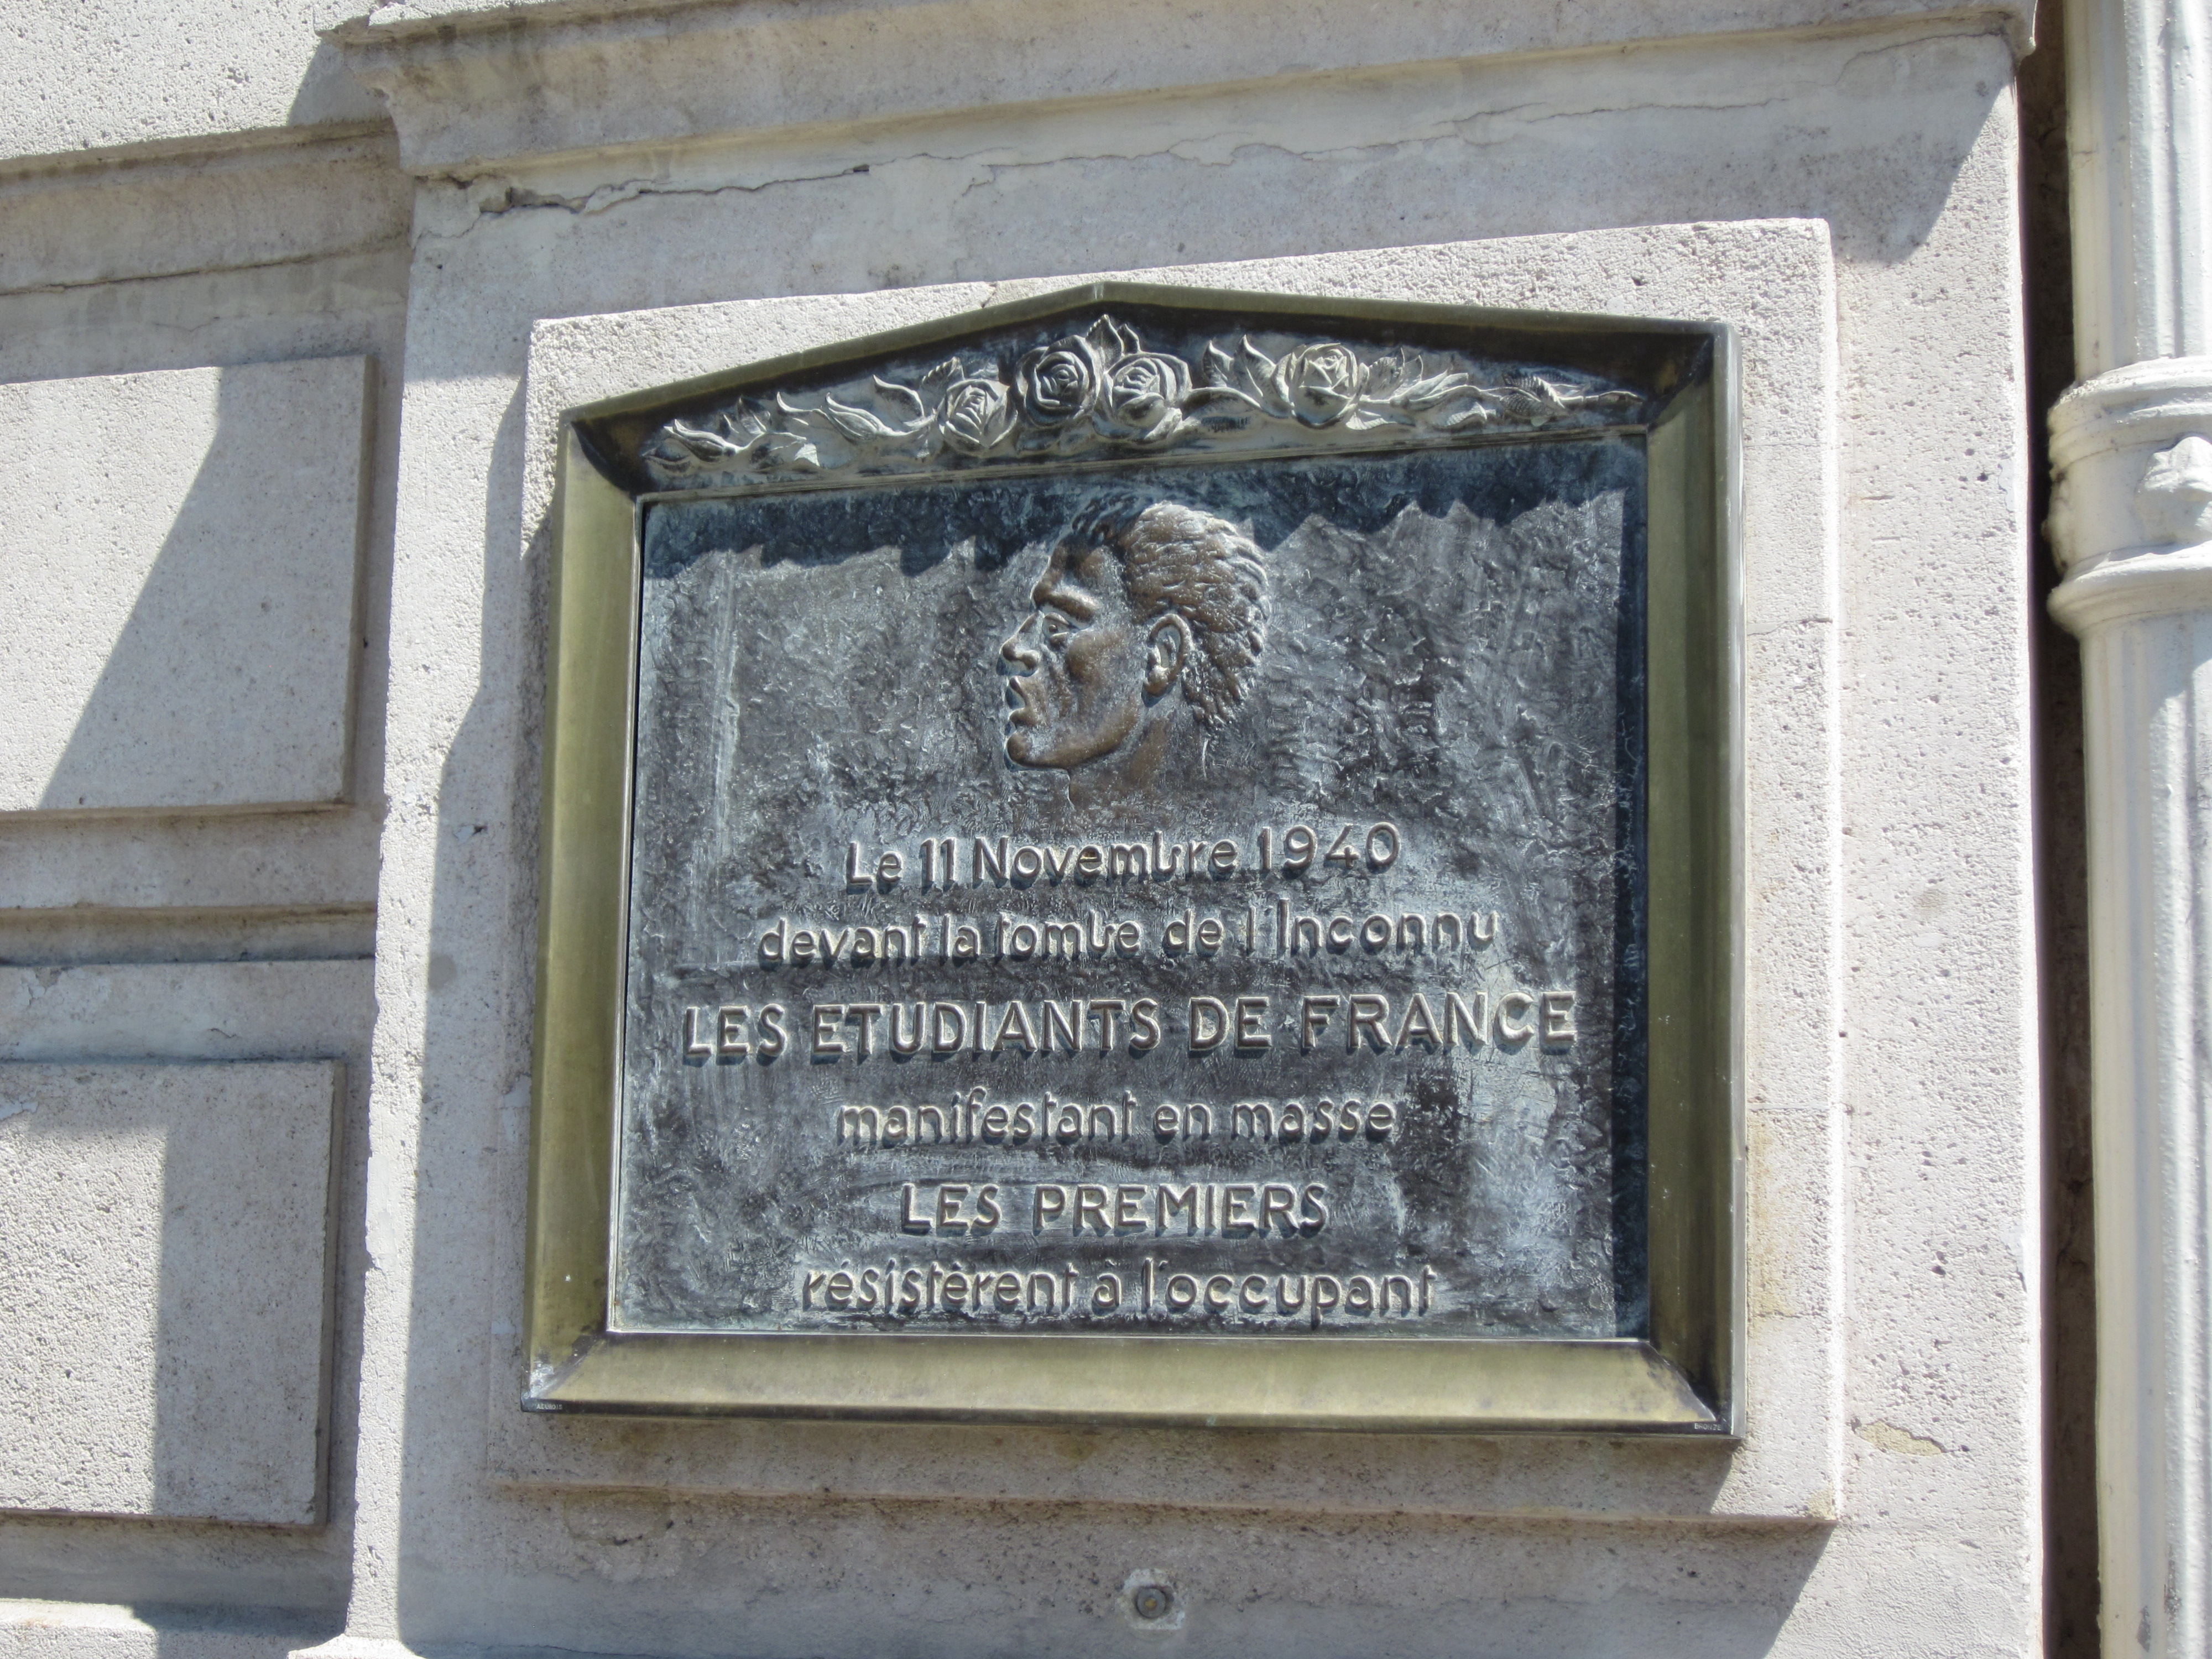 Le 11 Novembre 1940
devant la tombe de l'Inconnu
LES ETUDIANTS DE FRANCE
manifestant en masse
LES PREMIERS
résistèrent à l'occupant
BRONZE